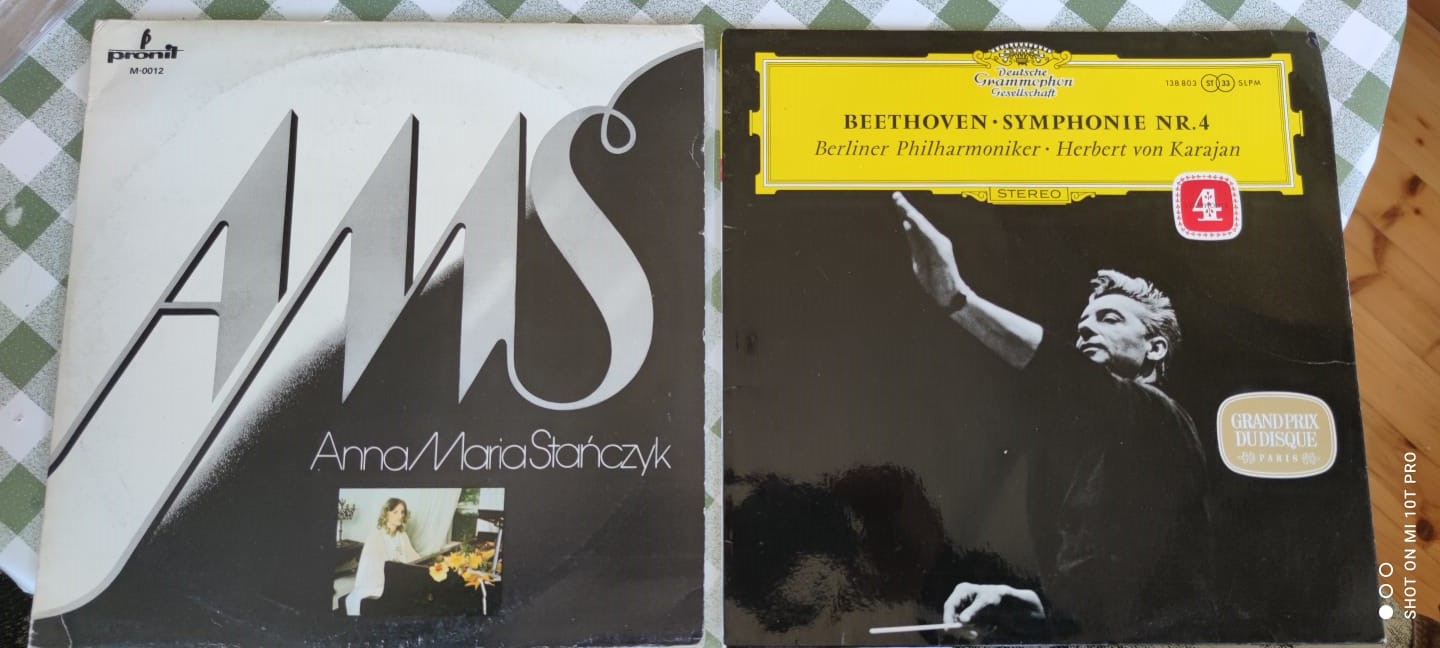 pronit
M-0012
AMS
Anna Maria Stańczyk
Deutsche
Grammophon
Gesellschaft
138 803 ST 33 SLPM
BEETHOVEN · SYMPHONIE NR. 4
Berliner Philharmoniker · Herbert von Karajan
STEREO
4
GRAND PRIX
DU DISQUE
PARIS
SHOT ON MI 10T PRO